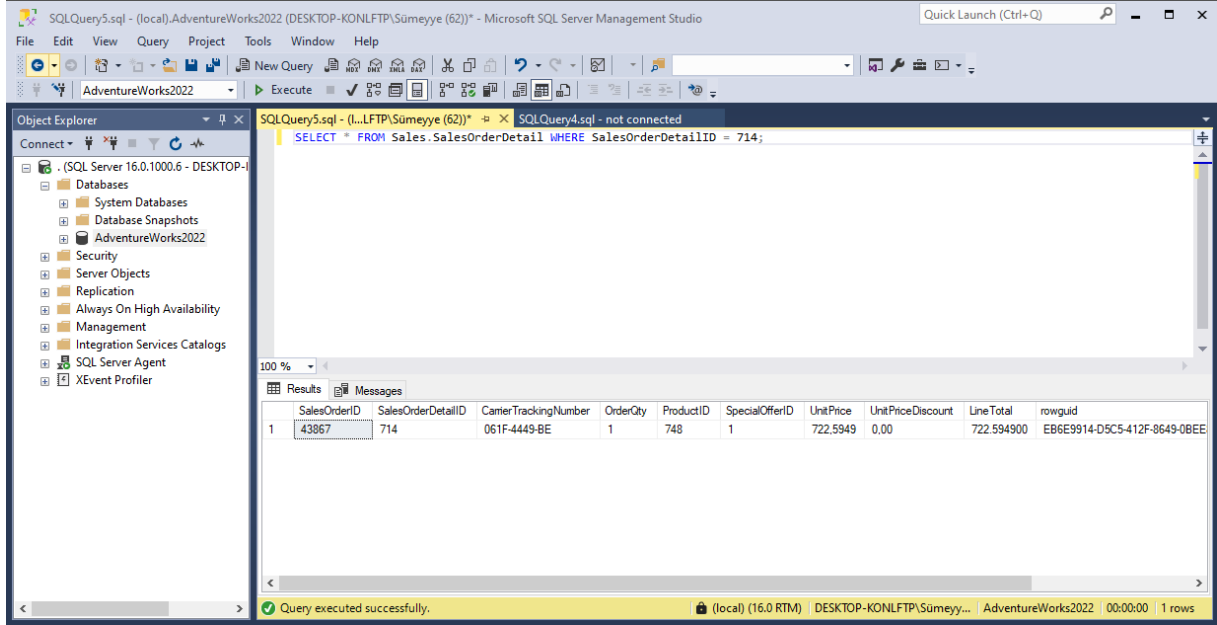 SQLQuery5.sql - (local).AdventureWorks2022 (DESKTOP-KONLFTP\Sümeyye (62))* - Microsoft SQL Server Management Studio
Quick Launch (Ctrl+Q)
File Edit View Query Project Tools Window Help
New Query MDX DMX XMLA DAX
AdventureWorks2022 Execute
Object Explorer
SQLQuery5.sql - (l...LFTP\Sümeyye (62))* SQLQuery4.sql - not connected
Connect
SELECT * FROM Sales.SalesOrderDetail WHERE SalesOrderDetailID = 714;
. (SQL Server 16.0.1000.6 - DESKTOP-
Databases
System Databases
Database Snapshots
AdventureWorks2022
Security
Server Objects
Replication
Always On High Availability
Management
Integration Services Catalogs
SQL Server Agent
XEvent Profiler
100 %
Results Messages
SalesOrderID SalesOrderDetailID CarrierTrackingNumber OrderQty ProductID SpecialOfferID UnitPrice UnitPriceDiscount LineTotal rowguid
1 43867 714 061F-4449-BE 1 748 1 722,5949 0,00 722.594900 EB6E9914-D5C5-412F-8649-0BEE
Query executed successfully. (local) (16.0 RTM) DESKTOP-KONLFTP\Sümeyy... AdventureWorks2022 00:00:00 1 rows